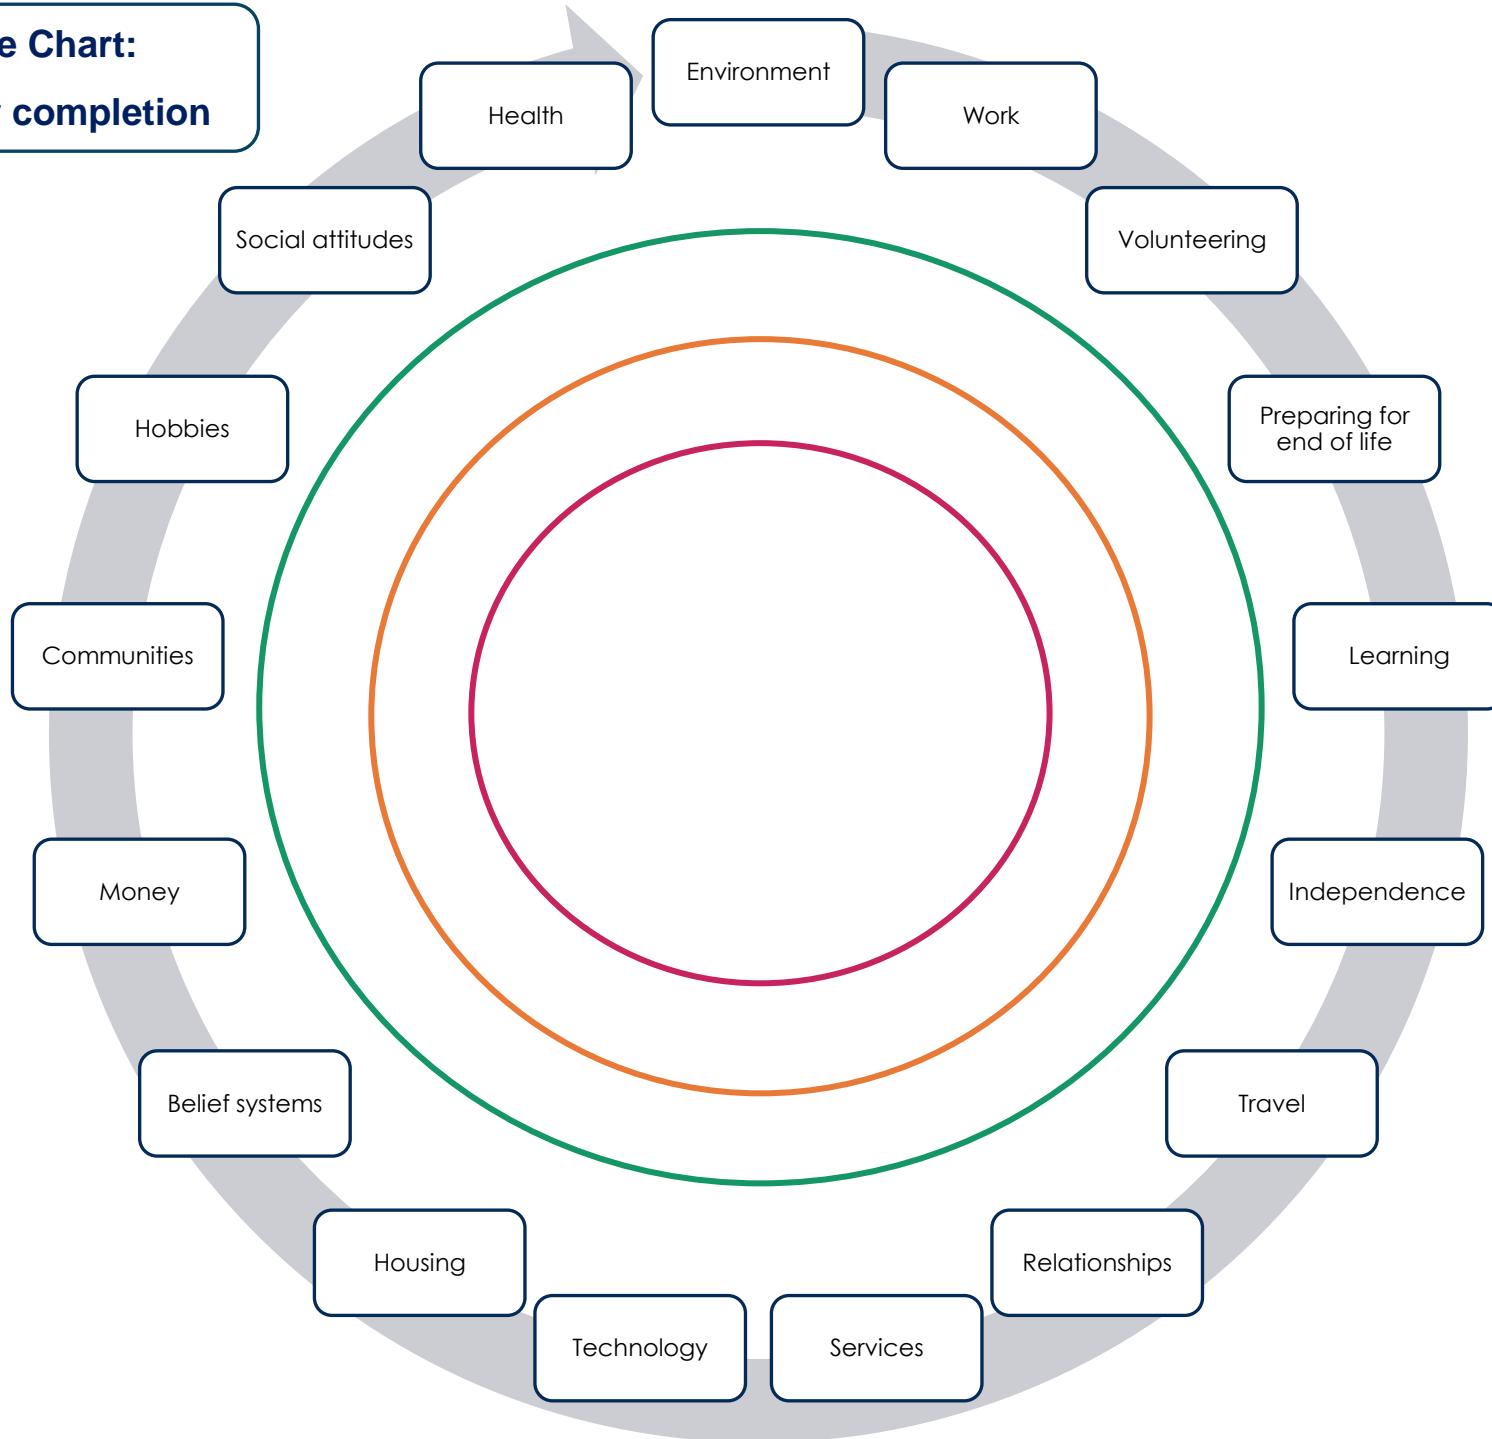 e Chart:
completion
Environment
Work
Volunteering
Preparing for
end of life
Learning
Independence
Travel
Relationships
Services
Technology
Housing
Belief systems
Money
Communities
Hobbies
Social attitudes
Health